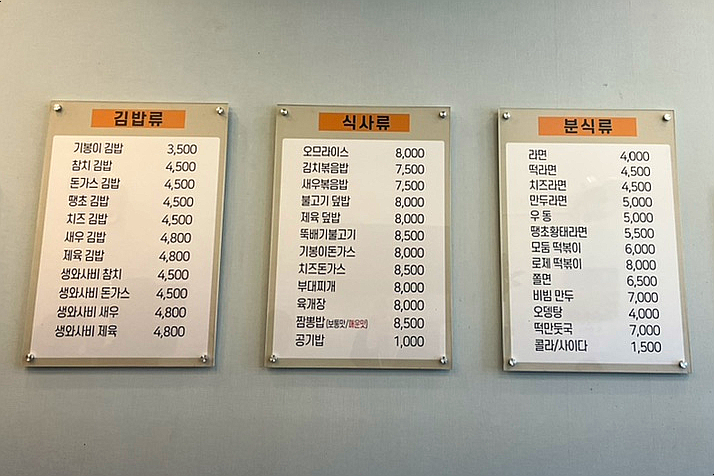 김밥류
기봉이 김밥 3,500
참치 김밥 4,500
돈가스 김밥 4,500
땡초 김밥 4,500
치즈 김밥 4,500
새우 김밥 4,800
제육 김밥 4,800
생와사비 참치 4,500
생와사비 돈가스 4,500
생와사비 새우 4,800
생와사비 제육 4,800
식사류
오므라이스 8,000
김치볶음밥 7,500
새우볶음밥 7,500
불고기 덮밥 8,000
제육 덮밥 8,000
뚝배기불고기 8,500
기봉이돈가스 8,000
치즈돈가스 8,500
부대찌개 8,000
육개장 8,000
짬뽕밥 (보통맛/매운맛) 8,500
공기밥 1,000
분식류
라면 4,000
떡라면 4,500
치즈라면 4,500
만두라면 5,000
우동 5,000
땡초황태라면 5,500
모둠 떡볶이 6,000
로제 떡볶이 8,000
쫄면 6,500
비빔 만두 7,000
오뎅탕 4,000
떡만둣국 7,000
콜라/사이다 1,500